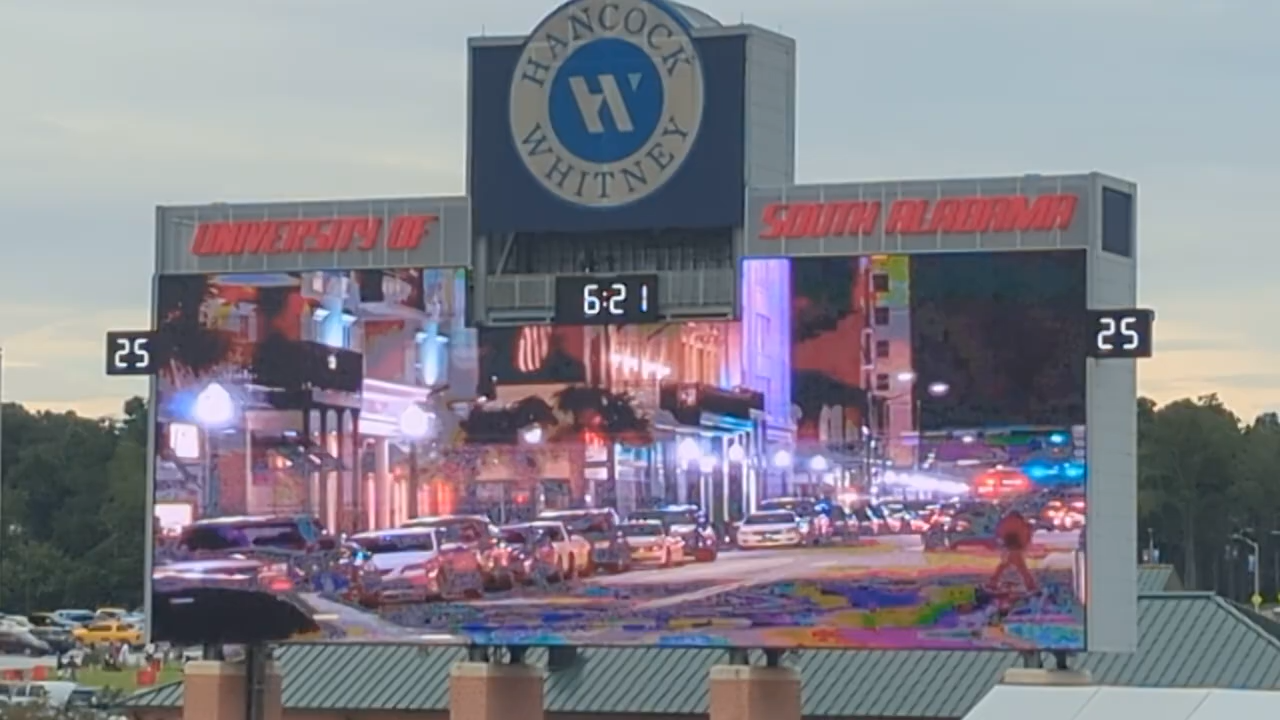 HANCOCK
WHITNEY
UNIVERSITY OF
SOUTH ALABAMA
6:21
25
25